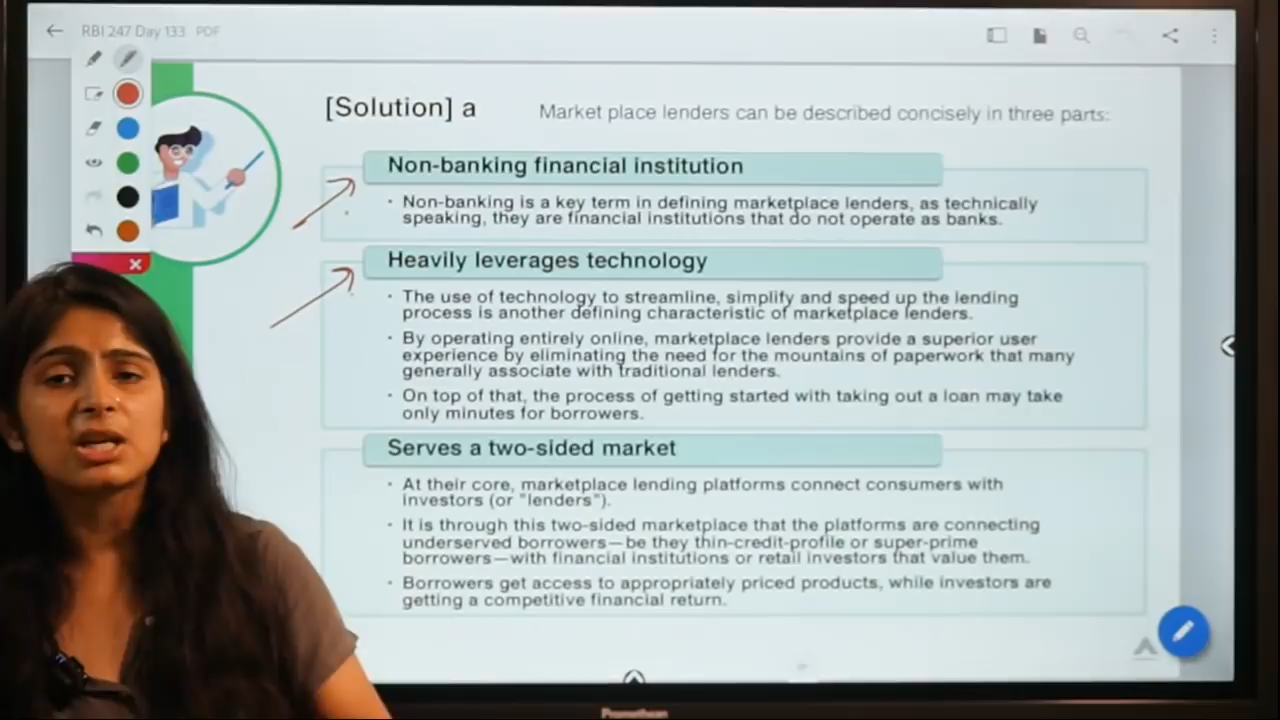 RBI 247 Day 133 PDF
[Solution] a
Market place lenders can be described concisely in three parts:
Non-banking financial institution
• Non-banking is a key term in defining marketplace lenders, as technically
speaking, they are financial institutions that do not operate as banks.
Heavily leverages technology
• The use of technology to streamline, simplify and speed up the lending
process is another defining characteristic of marketplace lenders.
• By operating entirely online, marketplace lenders provide a superior user
experience by eliminating the need for the mountains of paperwork that many
generally associate with traditional lenders.
• On top of that, the process of getting started with taking out a loan may take
only minutes for borrowers.
Serves a two-sided market
• At their core, marketplace lending platforms connect consumers with
investors (or "lenders").
• It is through this two-sided marketplace that the platforms are connecting
underserved borrowers—be they thin-credit-profile or super-prime
borrowers—with financial institutions or retail investors that value them.
• Borrowers get access to appropriately priced products, while investors are
getting a competitive financial return.
Promethean